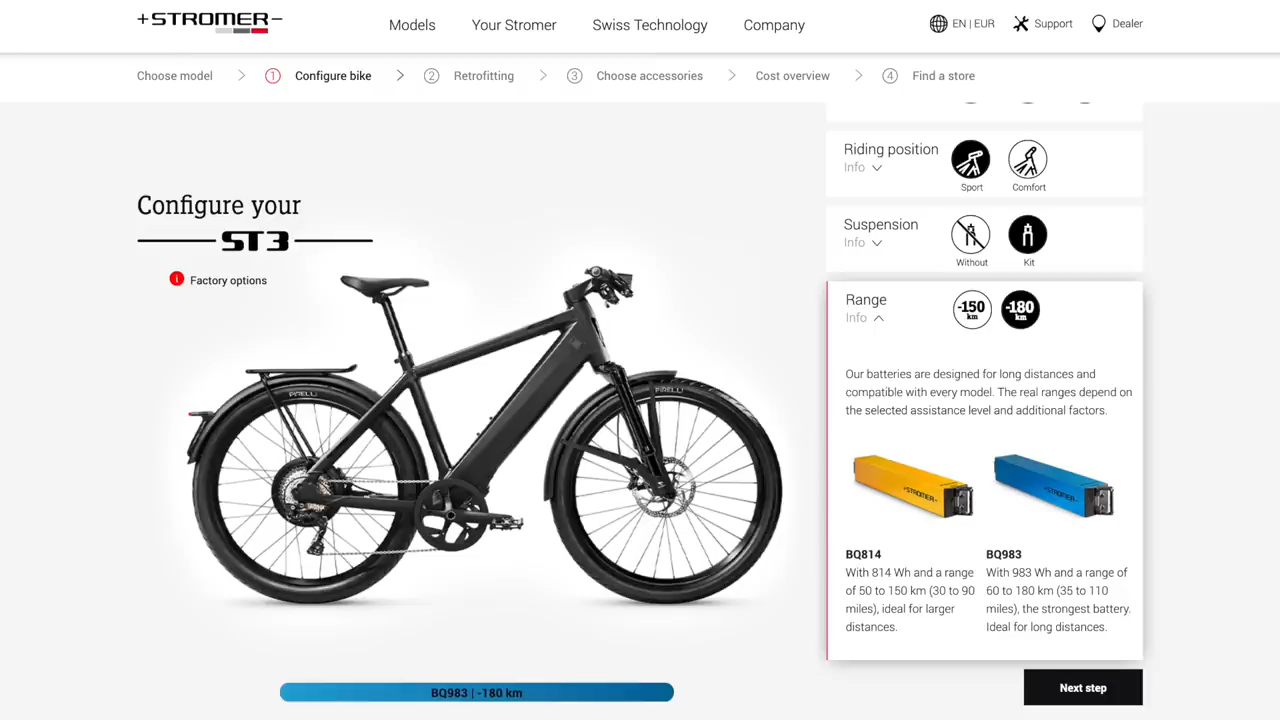 +STROMER–
Models
Your Stromer
Swiss Technology
Company
EN | EUR
Support
Dealer
Choose model
1 Configure bike
2 Retrofitting
3 Choose accessories
Cost overview
4 Find a store
Configure your
ST3
i Factory options
PIRELLI
PIRELLI
BQ983 | -180 km
Riding position
Info
Sport
Comfort
Suspension
Info
Without
Kit
Range
Info
-150
km
-180
km
Our batteries are designed for long distances and
compatible with every model. The real ranges depend on
the selected assistance level and additional factors.
+STROMER–
+STROMER–
BQ814
With 814 Wh and a range
of 50 to 150 km (30 to 90
miles), ideal for larger
distances.
BQ983
With 983 Wh and a range of
60 to 180 km (35 to 110
miles), the strongest battery.
Ideal for long distances.
Next step